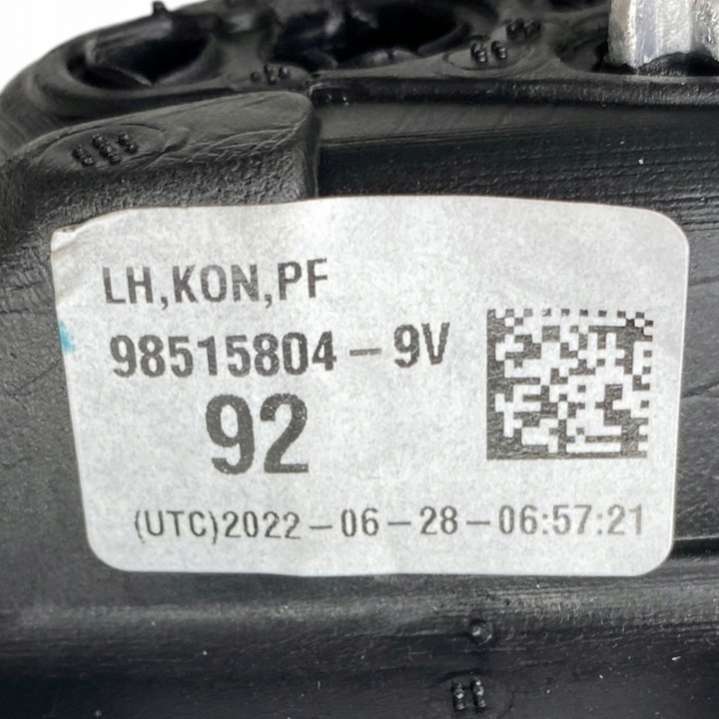 LH,KON,PF
98515804-9V
92
(UTC)2022-06-28-06:57:21